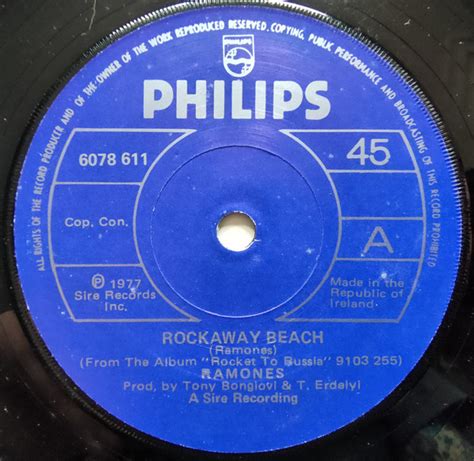 ALL RIGHTS OF THE RECORD PRODUCER AND OF THE OWNER OF THE WORK REPRODUCED RESERVED. COPYING, PUBLIC PERFORMANCE AND BROADCASTING OF THIS RECORD PROHIBITED
PHILIPS
PHILIPS
6078 611
45
Cop. Con.
A
℗ 1977
Sire Records
Inc.
Made in the
Republic of
Ireland.
ROCKAWAY BEACH
(Ramones)
(From The Album "Rocket To Russia" 9103 255)
RAMONES
Prod, by Tony Bongiovi & T. Erdelyi
A Sire Recording